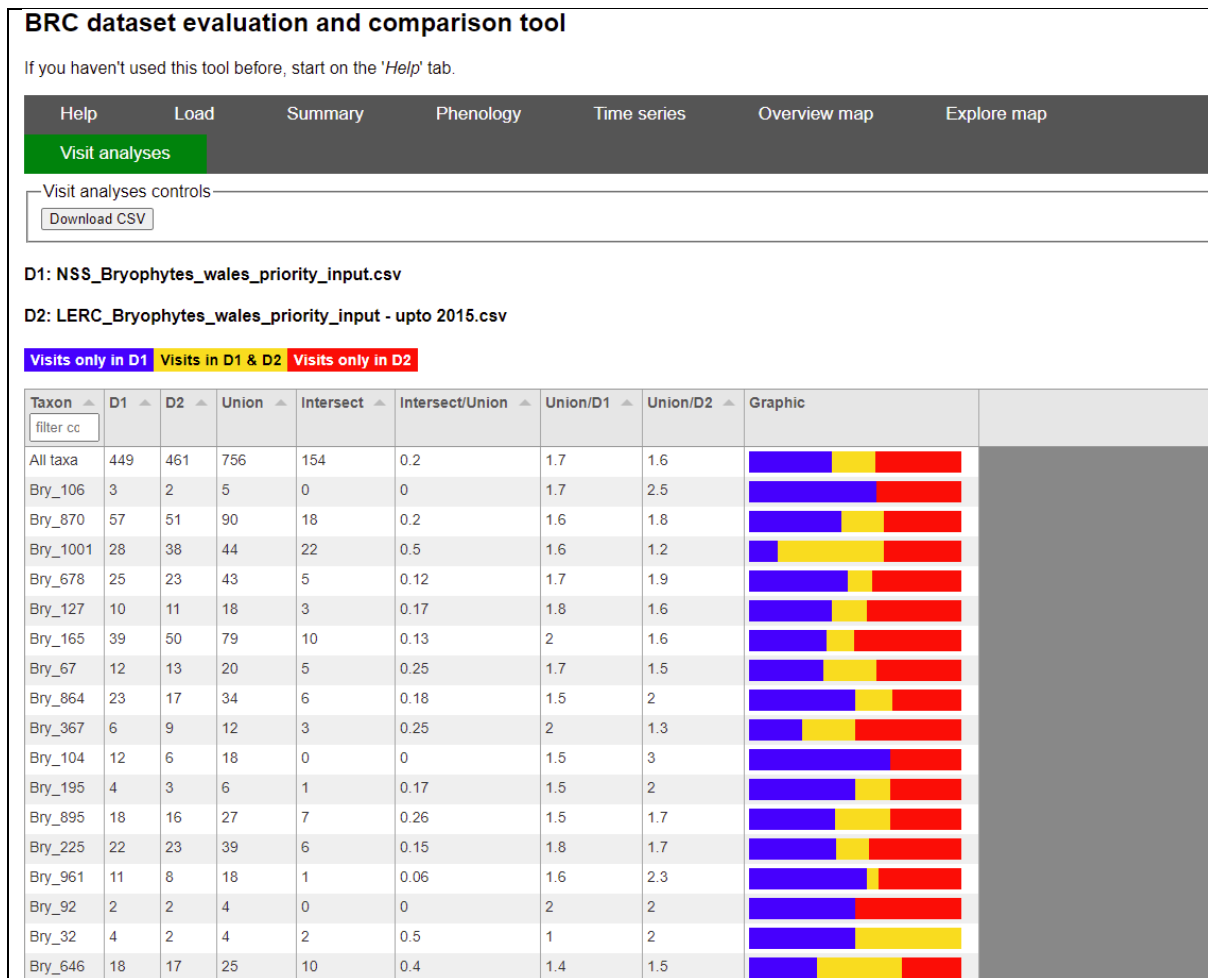 BRC dataset evaluation and comparison tool
If you haven't used this tool before, start on the 'Help' tab.
Help Load Summary Phenology Time series Overview map Explore map
Visit analyses
Visit analyses controls
Download CSV
D1: NSS_Bryophytes_wales_priority_input.csv
D2: LERC_Bryophytes_wales_priority_input - upto 2015.csv
Visits only in D1 Visits in D1 & D2 Visits only in D2
Taxon D1 D2 Union Intersect Intersect/Union Union/D1 Union/D2 Graphic
filter cc
All taxa 449 461 756 154 0.2 1.7 1.6
Bry_106 3 2 5 0 0 1.7 2.5
Bry_870 57 51 90 18 0.2 1.6 1.8
Bry_1001 28 38 44 22 0.5 1.6 1.2
Bry_678 25 23 43 5 0.12 1.7 1.9
Bry_127 10 11 18 3 0.17 1.8 1.6
Bry_165 39 50 79 10 0.13 2 1.6
Bry_67 12 13 20 5 0.25 1.7 1.5
Bry_864 23 17 34 6 0.18 1.5 2
Bry_367 6 9 12 3 0.25 2 1.3
Bry_104 12 6 18 0 0 1.5 3
Bry_195 4 3 6 1 0.17 1.5 2
Bry_895 18 16 27 7 0.26 1.5 1.7
Bry_225 22 23 39 6 0.15 1.8 1.7
Bry_961 11 8 18 1 0.06 1.6 2.3
Bry_92 2 2 4 0 0 2 2
Bry_32 4 2 4 2 0.5 1 2
Bry_646 18 17 25 10 0.4 1.4 1.5